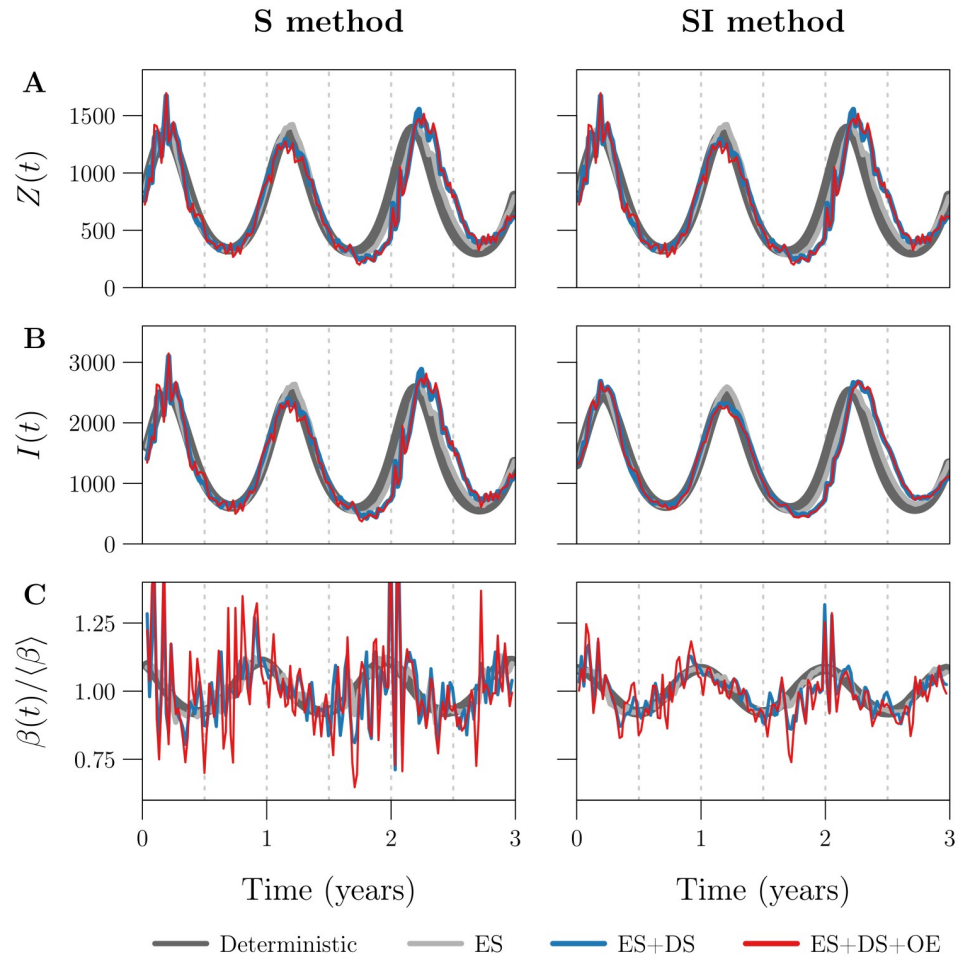 S method
SI method
A
Z(t)
1500
1000
500
0
B
I(t)
3000
2000
1000
0
C
β(t)/⟨β⟩
1.25
1.00
0.75
0 1 2 3
0 1 2 3
Time (years)
Time (years)
Deterministic ES ES+DS ES+DS+OE